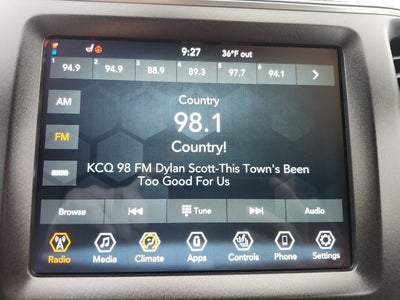 9:27 36°F out
1 2 3 4 5 6
94.9 94.9 88.9 89.3 97.7 94.1
AM
FM
Country
98.1
Country!
KCQ 98 FM Dylan Scott-This Town's Been
Too Good For Us
Browse Tune Audio
Radio Media Climate Apps Controls Phone Settings